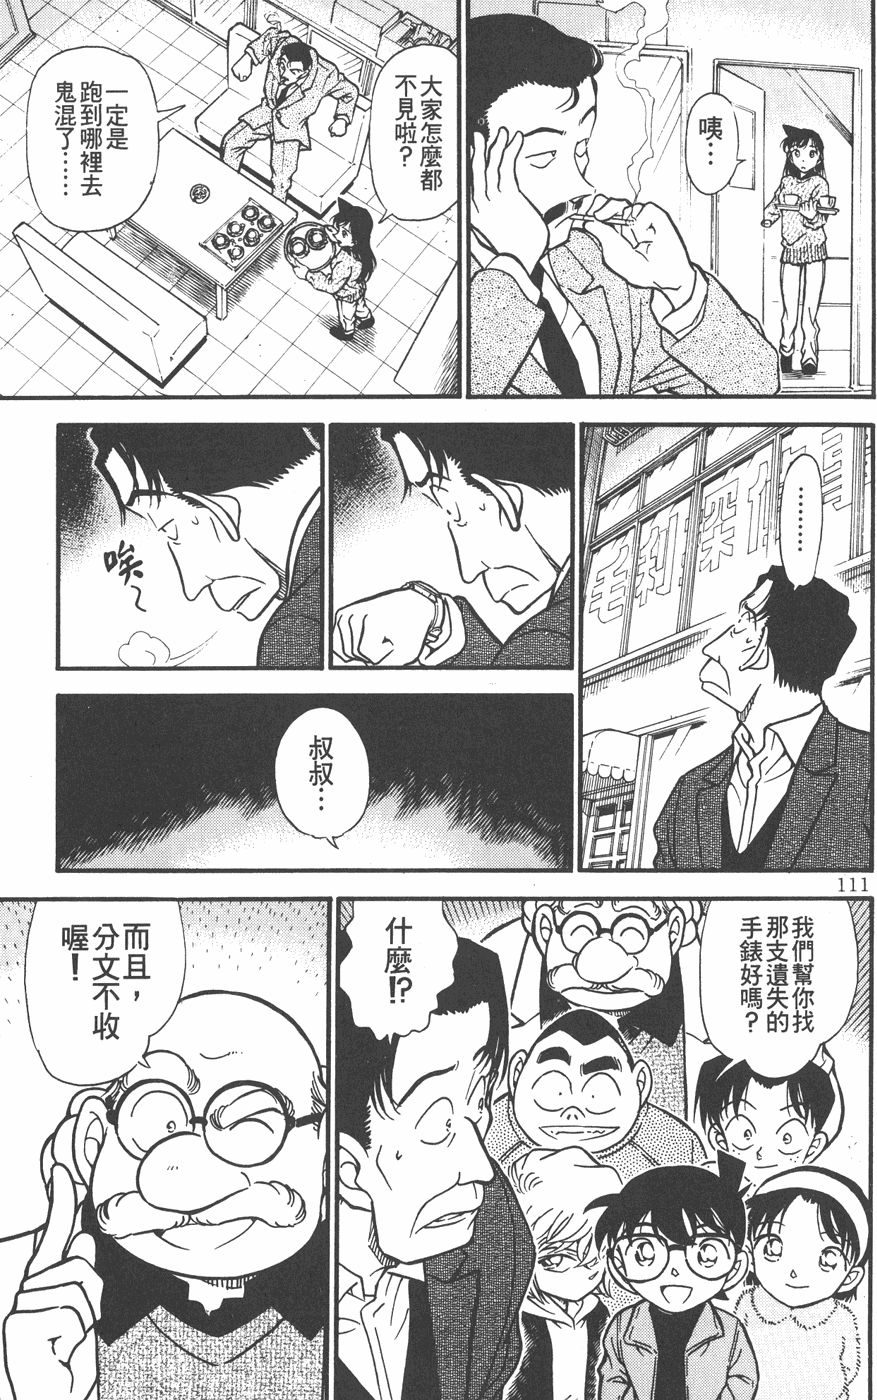 咦…
大家怎麼都
不見啦？
一定是
跑到哪裡去
鬼混了……
………
毛利偵探
唉~
叔叔…
111
我們幫你找
那支遺失的
手錶好嗎？
什麼!?
而且，
分文不收
喔！